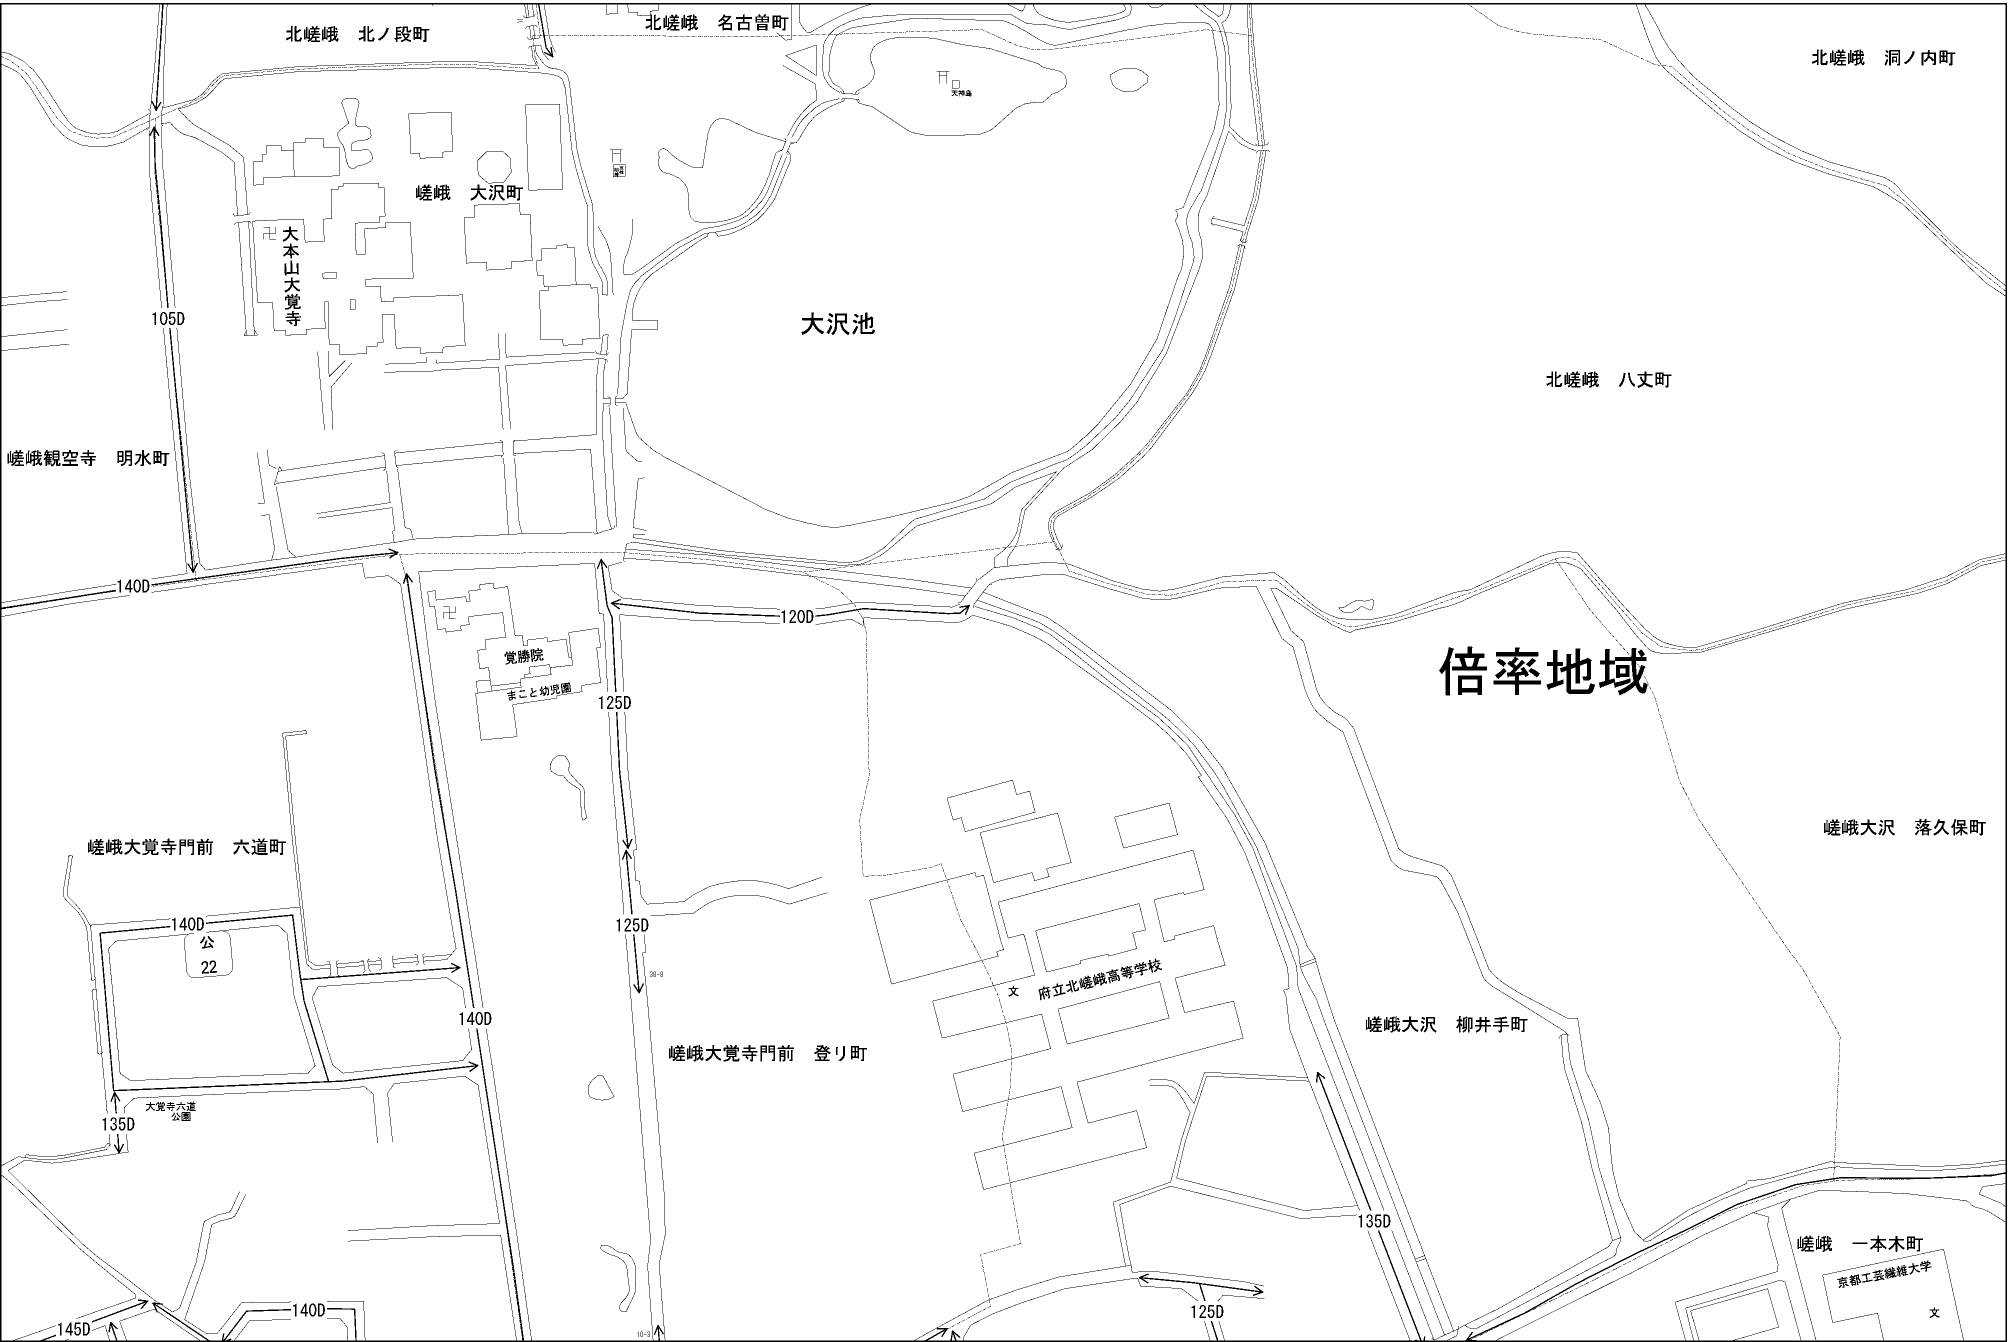 北嵯峨　北ノ段町
北嵯峨　名古曽町
北嵯峨　洞ノ内町
天神島
嵯峨　大沢町
大本山大覚寺
105D
大沢池
北嵯峨　八丈町
嵯峨観空寺　明水町
140D
120D
覚勝院
まこと幼児園
125D
倍率地域
嵯峨大覚寺門前　六道町
嵯峨大沢　落久保町
140D
公
22
125D
38-8
文
府立北嵯峨高等学校
140D
嵯峨大沢　柳井手町
嵯峨大覚寺門前　登リ町
大覚寺六道
公園
135D
135D
嵯峨　一本木町
京都工芸繊維大学
文
140D
125D
145D
10-3